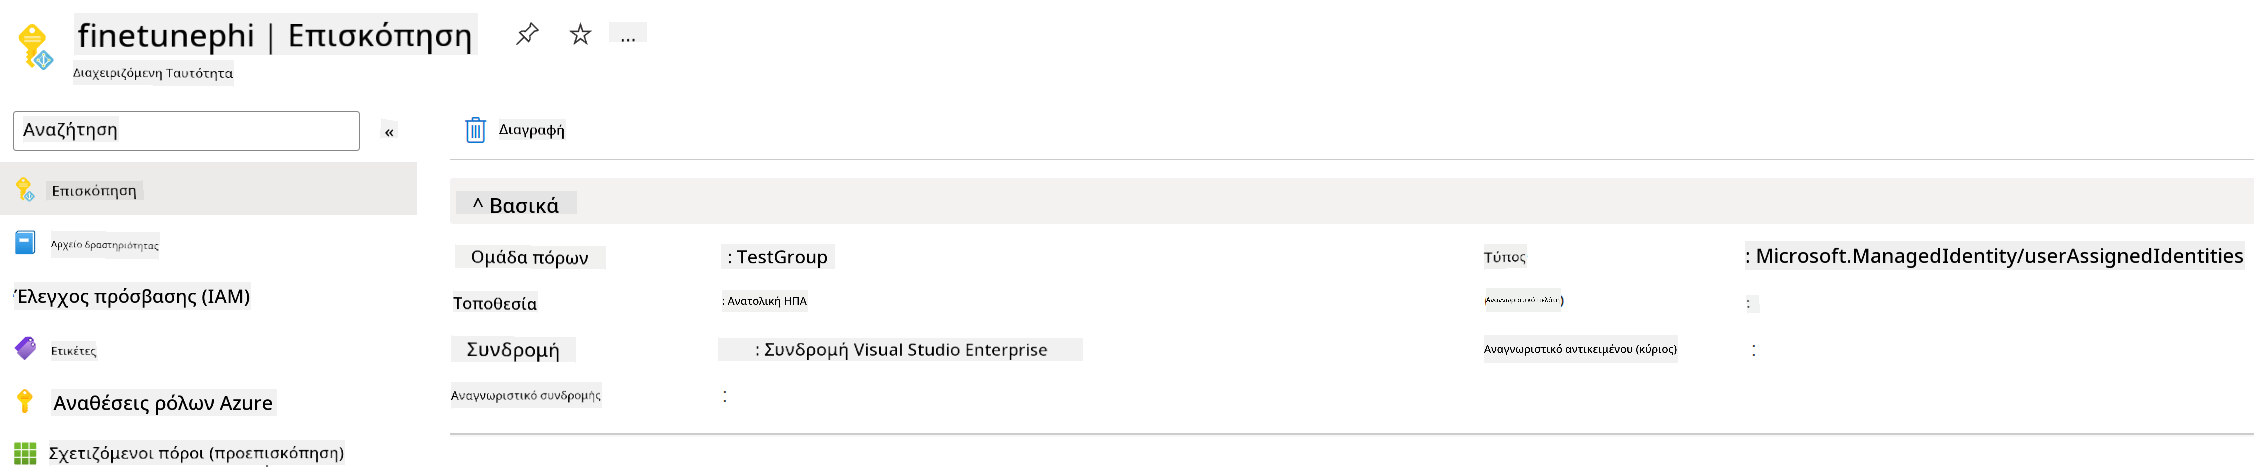 finetunephi | Επισκόπηση
...
Διαχειριζόμενη Ταυτότητα
Αναζήτηση
«
Διαγραφή
Επισκόπηση
Αρχείο δραστηριότητας
Έλεγχος πρόσβασης (IAM)
Ετικέτες
Αναθέσεις ρόλων Azure
Σχετιζόμενοι πόροι (προεπισκόπηση)
^ Βασικά
Ομάδα πόρων : TestGroup
Τοποθεσία : Ανατολική ΗΠΑ
Συνδρομή : Συνδρομή Visual Studio Enterprise
Αναγνωριστικό συνδρομής :
Τύπος : Microsoft.ManagedIdentity/userAssignedIdentities
:
Αναγνωριστικό αντικειμένου (κύριος) :